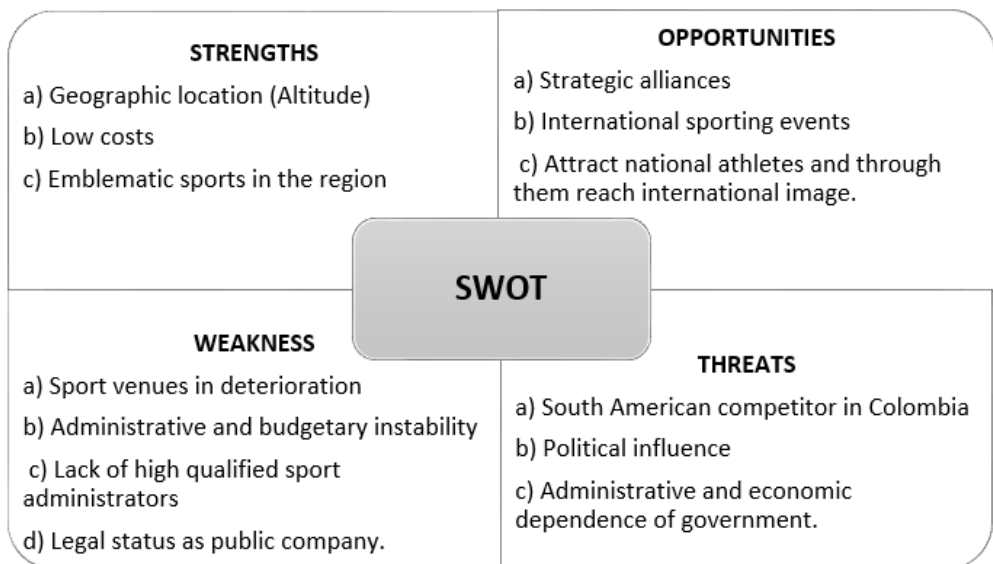 STRENGTHS
a) Geographic location (Altitude)
b) Low costs
c) Emblematic sports in the region
OPPORTUNITIES
a) Strategic alliances
b) International sporting events
c) Attract national athletes and through
them reach international image.
SWOT
WEAKNESS
a) Sport venues in deterioration
b) Administrative and budgetary instability
c) Lack of high qualified sport
administrators
d) Legal status as public company.
THREATS
a) South American competitor in Colombia
b) Political influence
c) Administrative and economic
dependence of government.